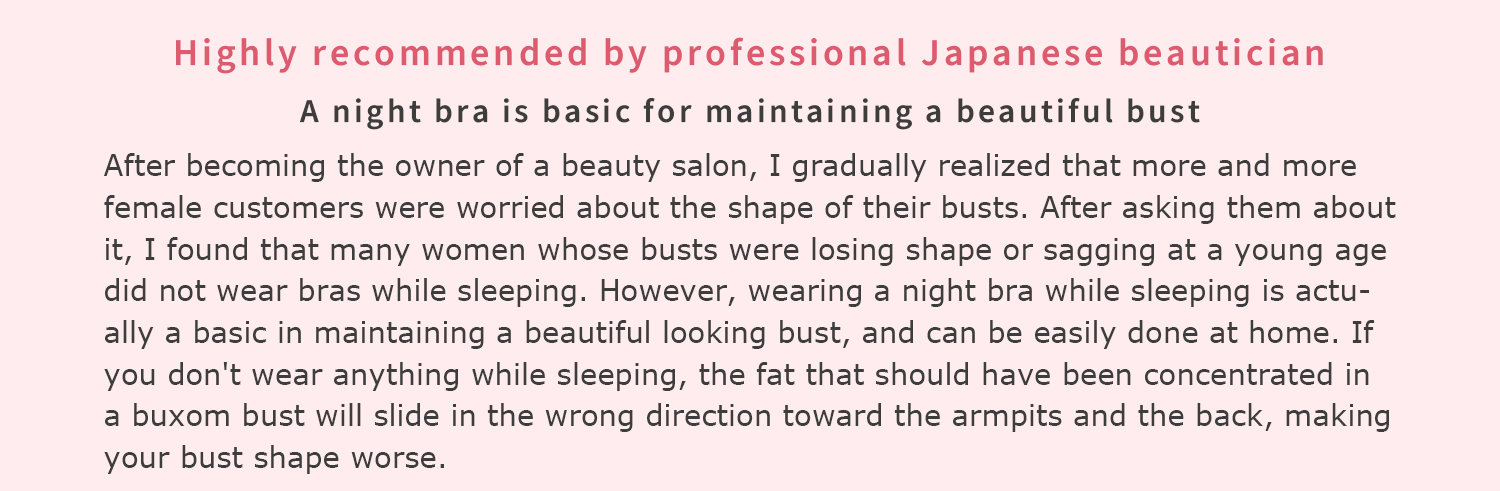 Highly recommended by professional Japanese beautician
A night bra is basic for maintaining a beautiful bust
After becoming the owner of a beauty salon, I gradually realized that more and more
female customers were worried about the shape of their busts. After asking them about
it, I found that many women whose busts were losing shape or sagging at a young age
did not wear bras while sleeping. However, wearing a night bra while sleeping is actu-
ally a basic in maintaining a beautiful looking bust, and can be easily done at home. If
you don't wear anything while sleeping, the fat that should have been concentrated in
a buxom bust will slide in the wrong direction toward the armpits and the back, making
your bust shape worse.